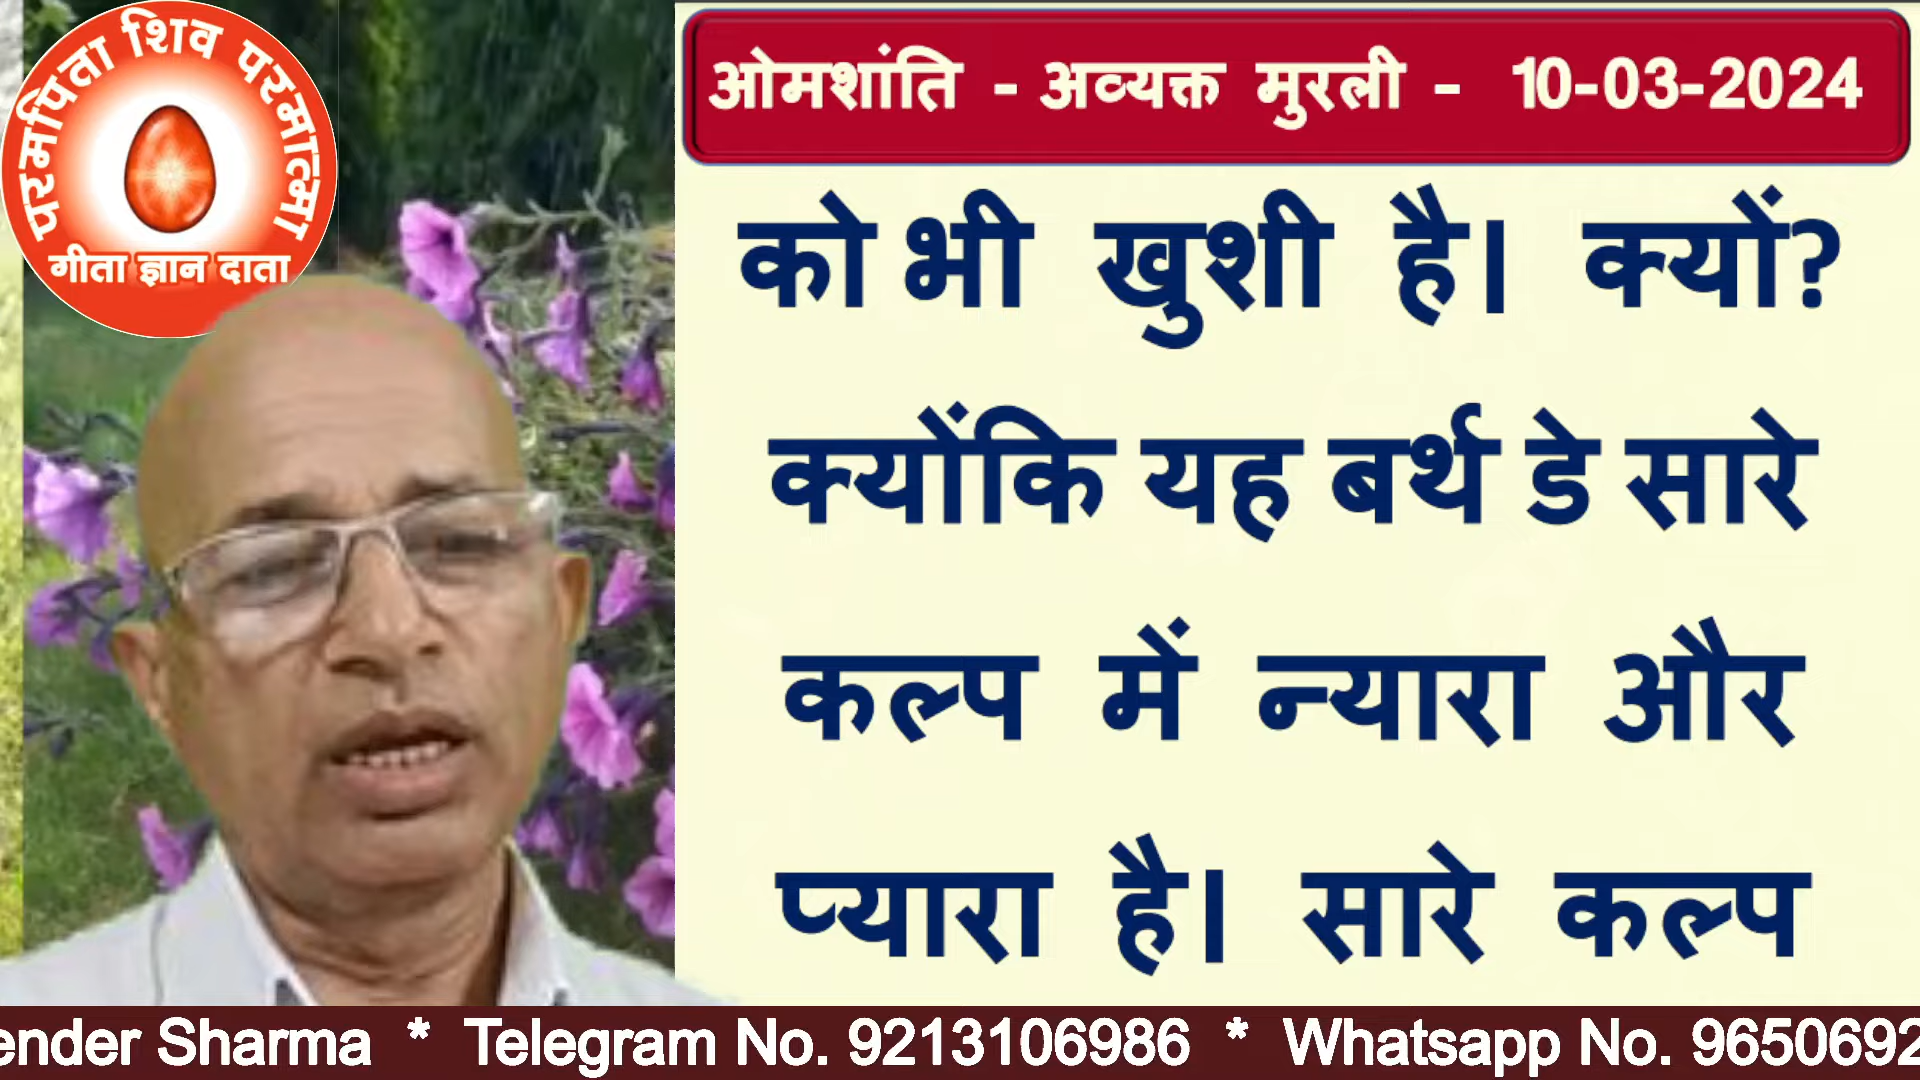 परमपिता शिव परमात्मा
गीता ज्ञान दाता
ओमशांति - अव्यक्त मुरली - 10-03-2024
को भी खुशी है। क्यों?
क्योंकि यह बर्थ डे सारे
कल्प में न्यारा और
प्यारा है। सारे कल्प
ender Sharma * Telegram No. 9213106986 * Whatsapp No. 9650692